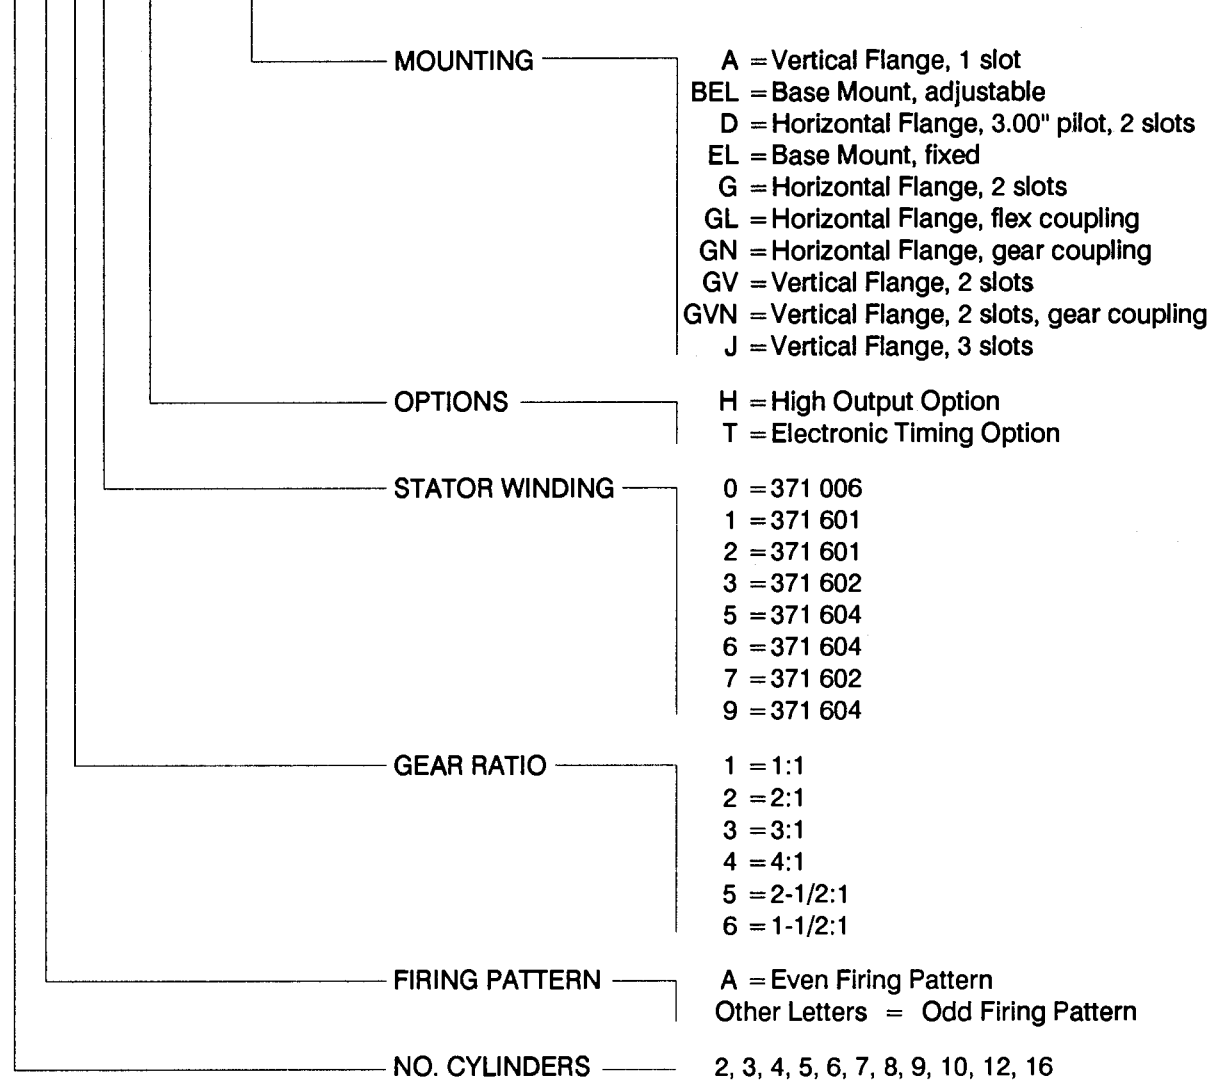 MOUNTING A = Vertical Flange, 1 slot
BEL = Base Mount, adjustable
D = Horizontal Flange, 3.00" pilot, 2 slots
EL = Base Mount, fixed
G = Horizontal Flange, 2 slots
GL = Horizontal Flange, flex coupling
GN = Horizontal Flange, gear coupling
GV = Vertical Flange, 2 slots
GVN = Vertical Flange, 2 slots, gear coupling
J = Vertical Flange, 3 slots
OPTIONS H = High Output Option
T = Electronic Timing Option
STATOR WINDING 0 = 371 006
1 = 371 601
2 = 371 601
3 = 371 602
5 = 371 604
6 = 371 604
7 = 371 602
9 = 371 604
GEAR RATIO 1 = 1:1
2 = 2:1
3 = 3:1
4 = 4:1
5 = 2-1/2:1
6 = 1-1/2:1
FIRING PATTERN A = Even Firing Pattern
Other Letters = Odd Firing Pattern
NO. CYLINDERS 2, 3, 4, 5, 6, 7, 8, 9, 10, 12, 16